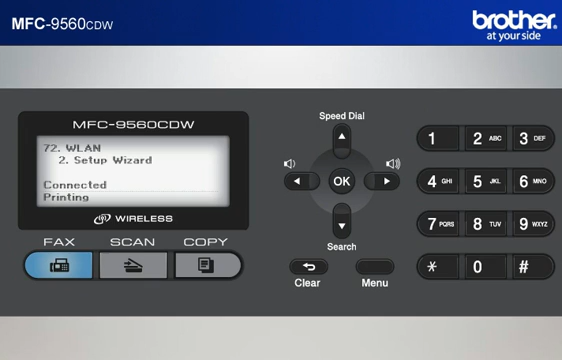 MFC-9560CDW
brother
at your side
MFC-9560CDW
72. WLAN
2. Setup Wizard
Connected
Printing
WIRELESS
FAX SCAN COPY
Speed Dial
OK
Search
Clear Menu
1 2 ABC 3 DEF
4 GHI 5 JKL 6 MNO
7 PQRS 8 TUV 9 WXYZ
* 0 #